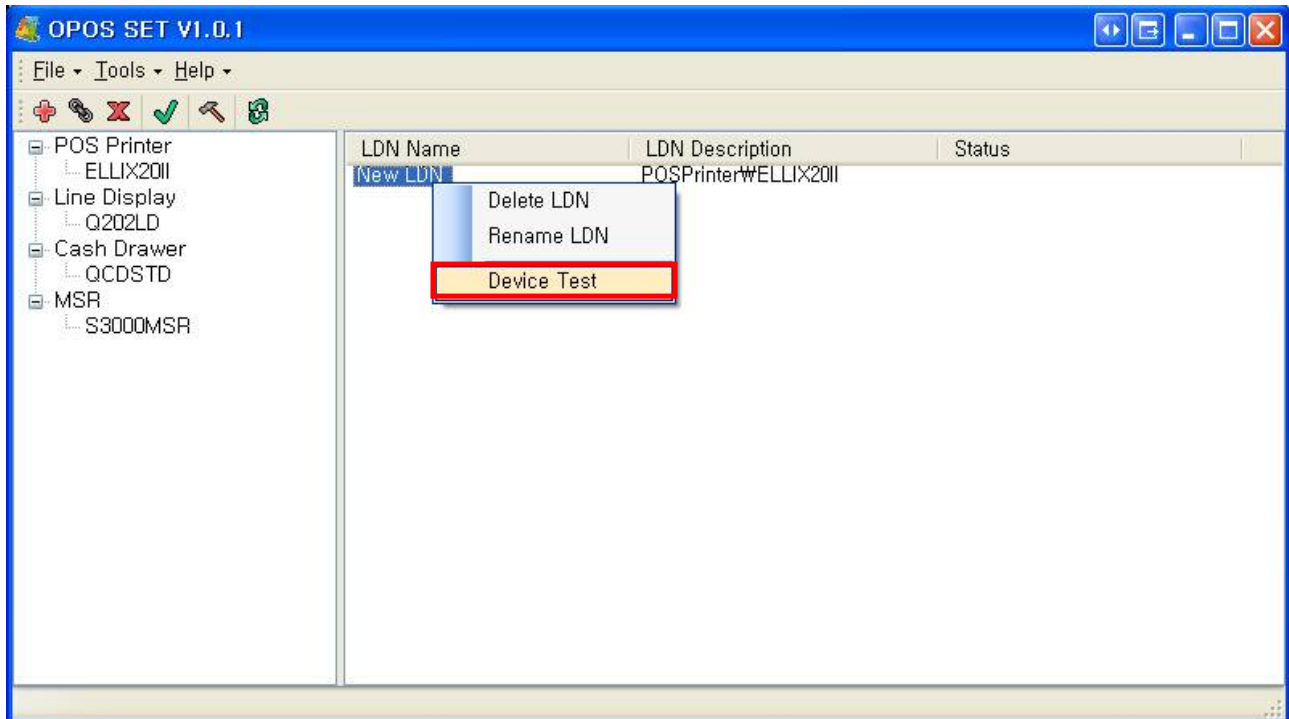 OPOS SET V1.0.1
File Tools Help
POS Printer
ELLIX20II
Line Display
Q202LD
Cash Drawer
QCDSTD
MSR
S3000MSR
LDN Name LDN Description Status
New LDN POSPrinter₩ELLIX20II
Delete LDN
Rename LDN
Device Test